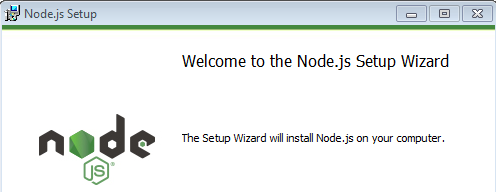 Node.js Setup
Welcome to the Node.js Setup Wizard
node
JS
The Setup Wizard will install Node.js on your computer.